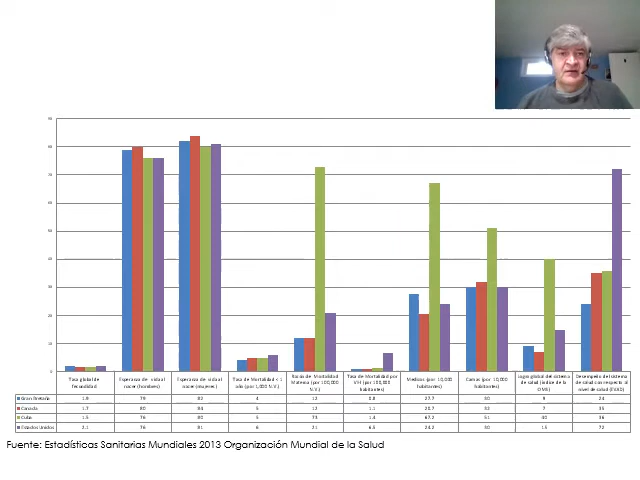 90
80
70
60
50
40
30
20
10
0
Tasa global de fecundidad
Esperanza de vida al nacer (hombres)
Esperanza de vida al nacer (mujeres)
Tasa de Mortalidad < 1 año (por 1,000 N.V.)
Razón de Mortalidad Materna (por 100,000 N.V.)
Tasa de Mortalidad por VIH (por 100,000 habitantes)
Médicos (por 10,000 habitantes)
Camas (por 10,000 habitantes)
Logro global del sistema de salud (índice de la OMS)
Desempeño del sistema de salud con respecto al nivel de salud (EVAD)
Gran Bretaña 1.9 79 82 4 12 0.8 27.7 30 9 24
Canadá 1.7 80 84 5 12 1.1 20.7 32 7 35
Cuba 1.5 76 80 5 73 1.4 67.2 51 40 36
Estados Unidos 2.1 76 81 6 21 6.5 24.2 30 15 72
Fuente: Estadísticas Sanitarias Mundiales 2013 Organización Mundial de la Salud